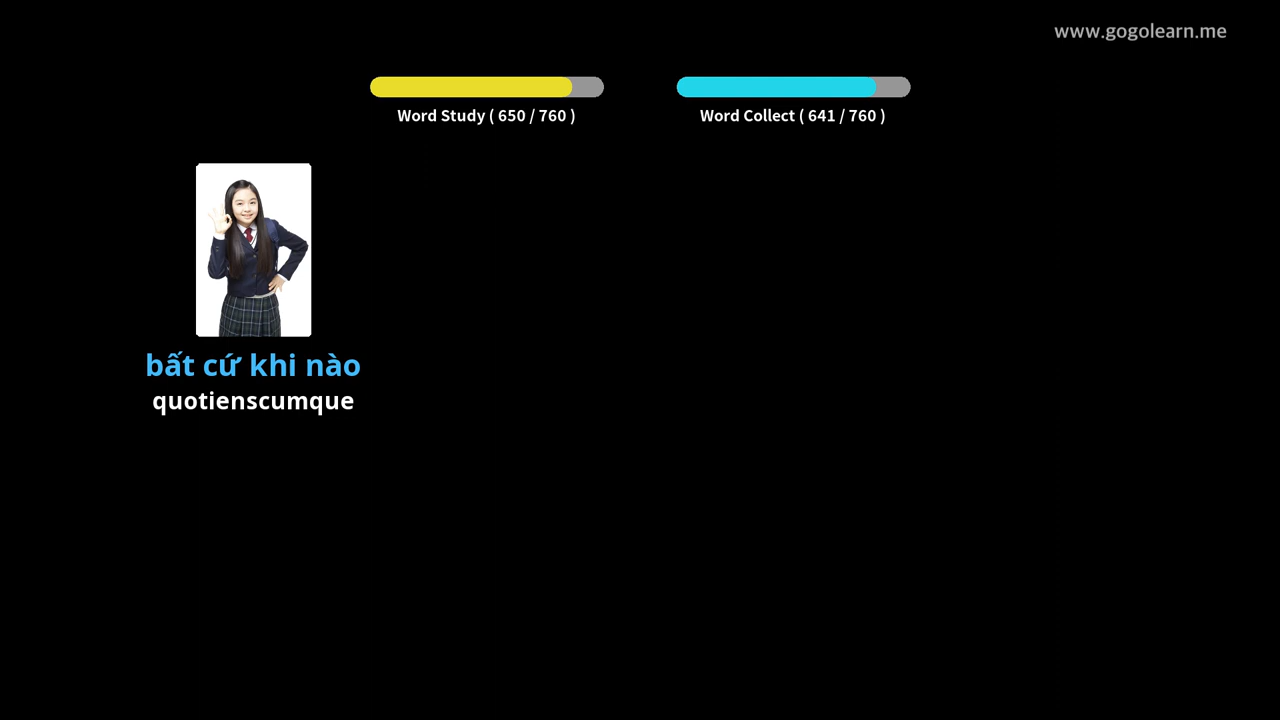 www.gogolearn.me
Word Study ( 650 / 760 )
Word Collect ( 641 / 760 )
bất cứ khi nào
quotienscumque